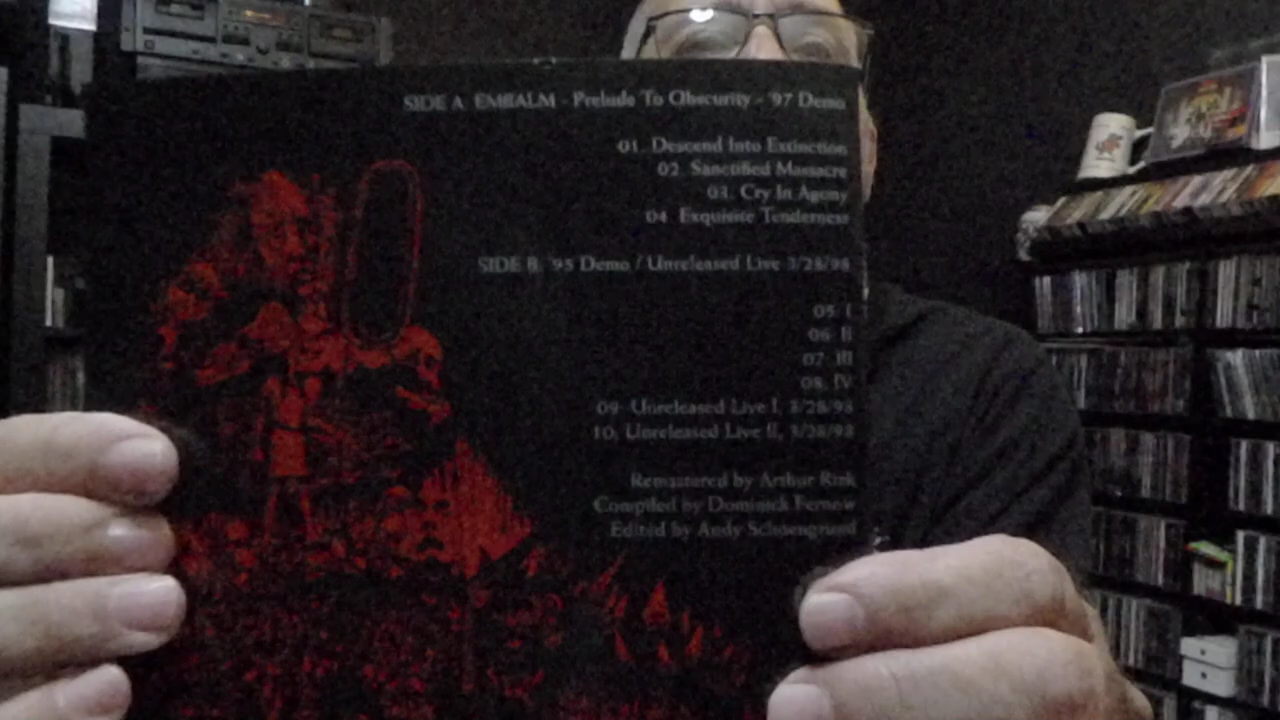 SIDE A EMBALM - Prelude To Obscurity - '97 Demo
01. Descend Into Extinction
02. Sanctified Massacre
03. Cry In Agony
04. Exquisite Tenderness
SIDE B '95 Demo / Unreleased Live 3/28/98
05. I
06. II
07. III
08. IV
09. Unreleased Live I, 3/28/98
10. Unreleased Live II, 3/28/98
Remastered by Arthur Rizk
Compiled by Dominick Fernow
Edited by Andy